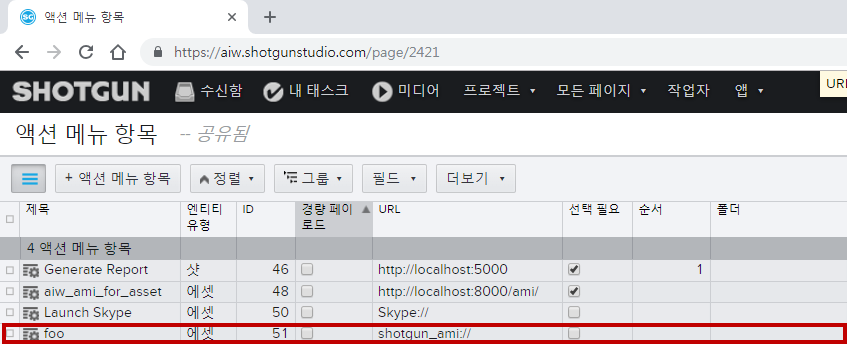 SG 액션 메뉴 항목
https://aiw.shotgunstudio.com/page/2421
SHOTGUN 수신함 내 태스크 미디어 프로젝트 모든 페이지 작업자 앱 URL
액션 메뉴 항목 -- 공유됨
+ 액션 메뉴 항목 정렬 그룹 필드 더보기
제목 엔티티 유형 ID 경량 페이로드 URL 선택 필요 순서 폴더
4 액션 메뉴 항목
Generate Report 샷 46 http://localhost:5000 1
aiw_ami_for_asset 에셋 48 http://localhost:8000/ami/
Launch Skype 에셋 50 Skype://
foo 에셋 51 shotgun_ami://